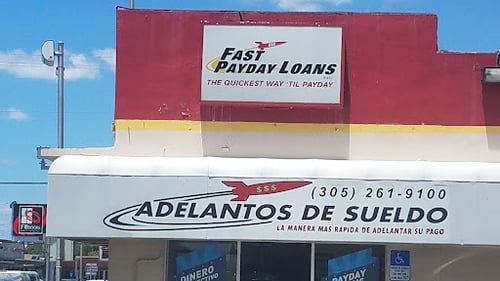 FAST
PAYDAY LOANS
THE QUICKEST WAY 'TIL PAYDAY
$$$
(305) 261-9100
ADELANTOS DE SUELDO
LA MANERA MAS RAPIDA DE ADELANTAR SU PAGO
DINERO
PAYDAY